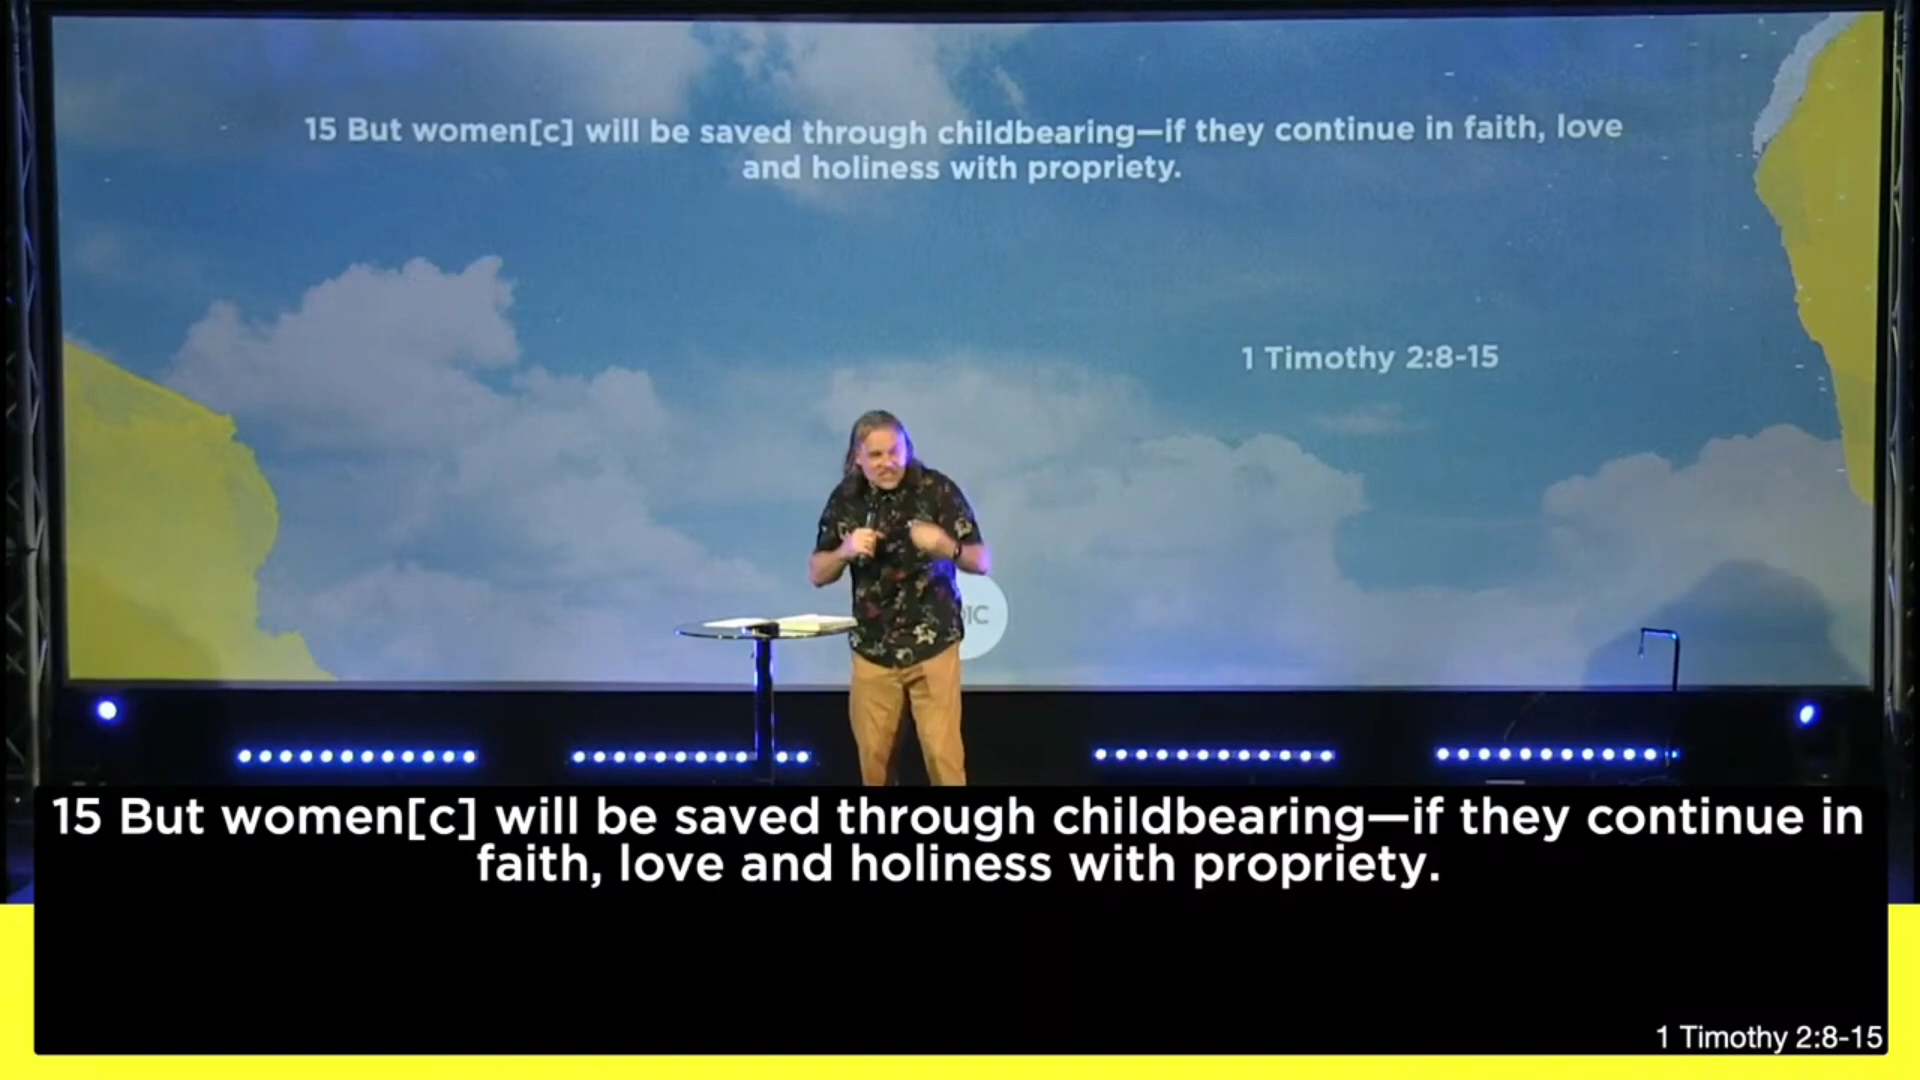 15 But women[c] will be saved through childbearing—if they continue in faith, love
and holiness with propriety.
1 Timothy 2:8-15
IC
15 But women[c] will be saved through childbearing—if they continue in
faith, love and holiness with propriety.
1 Timothy 2:8-15